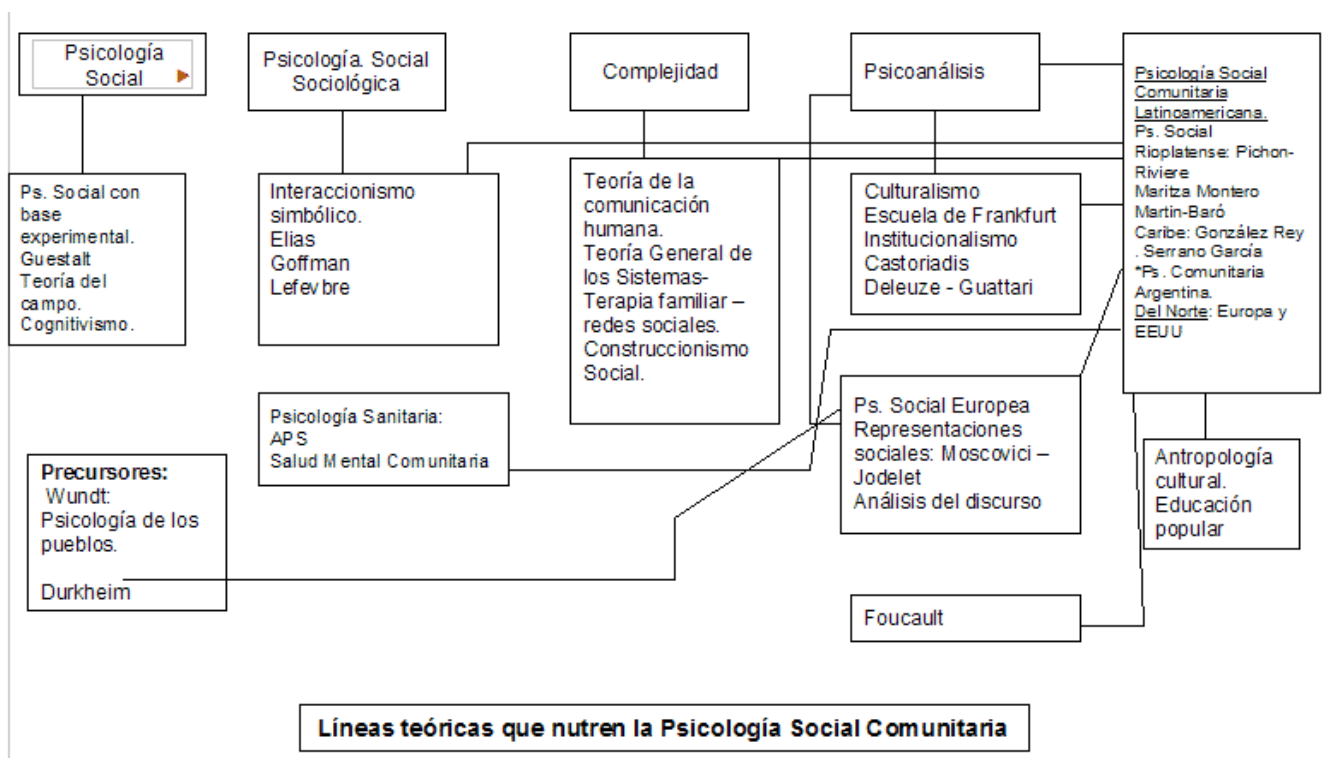 Psicología
Social
Psicología. Social
Sociológica
Complejidad
Psicoanálisis
Psicología Social
Comunitaria
Latinoamericana.
Ps. Social
Rioplatense: Pichon-
Riviere
Maritza Montero
Martin-Baró
Caribe: González Rey
. Serrano García
*Ps. Comunitaria
Argentina.
Del Norte: Europa y
EEUU
Ps. Social con
base
experimental.
Guestalt
Teoría del
campo.
Cognitivismo.
Interaccionismo
simbólico.
Elias
Goffman
Lefevbre
Teoría de la
comunicación
humana.
Teoría General de
los Sistemas-
Terapia familiar –
redes sociales.
Construccionismo
Social.
Culturalismo
Escuela de Frankfurt
Institucionalismo
Castoriadis
Deleuze - Guattari
Psicología Sanitaria:
APS
Salud Mental Comunitaria
Ps. Social Europea
Representaciones
sociales: Moscovici –
Jodelet
Análisis del discurso
Antropología
cultural.
Educación
popular
Precursores:
Wundt:
Psicología de los
pueblos.
Durkheim
Foucault
Líneas teóricas que nutren la Psicología Social Comunitaria